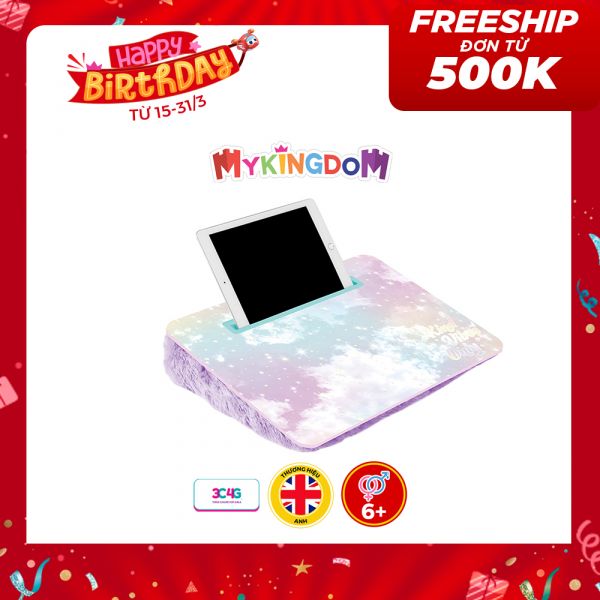 HAPPY
BiRTHDAY
TỪ 15-31/3
FREESHIP
ĐƠN TỪ
500K
MYKINGDOM
3C4G
THƯƠNG HIỆU
ANH
6+